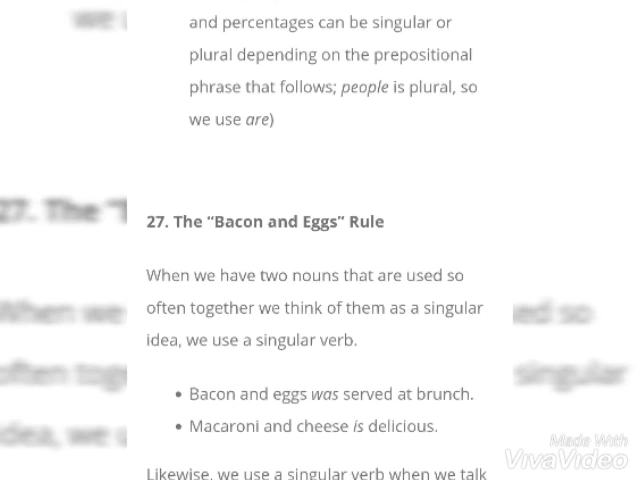 and percentages can be singular or
plural depending on the prepositional
phrase that follows; people is plural, so
we use are)
27. The “Bacon and Eggs” Rule
When we have two nouns that are used so
often together we think of them as a singular
idea, we use a singular verb.
• Bacon and eggs was served at brunch.
• Macaroni and cheese is delicious.
Likewise, we use a singular verb when we talk
Made With
VivaVideo